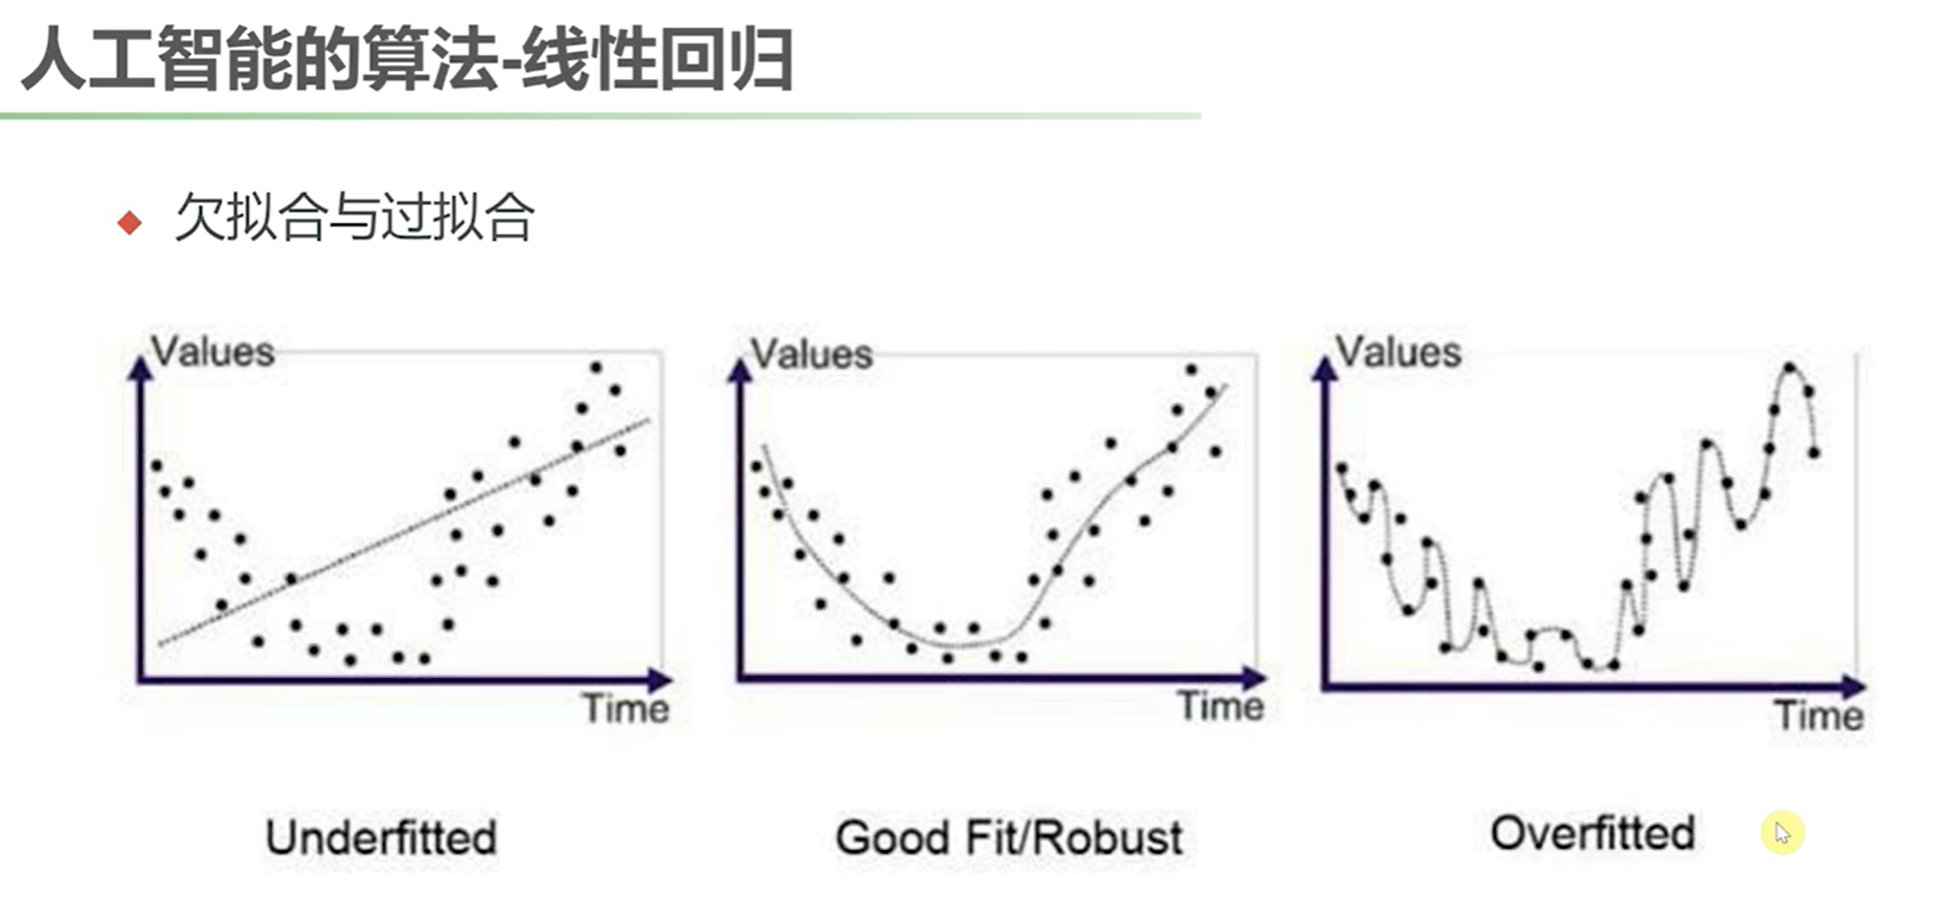 人工智能的算法-线性回归
欠拟合与过拟合
Values
Time
Underfitted
Values
Time
Good Fit/Robust
Values
Time
Overfitted